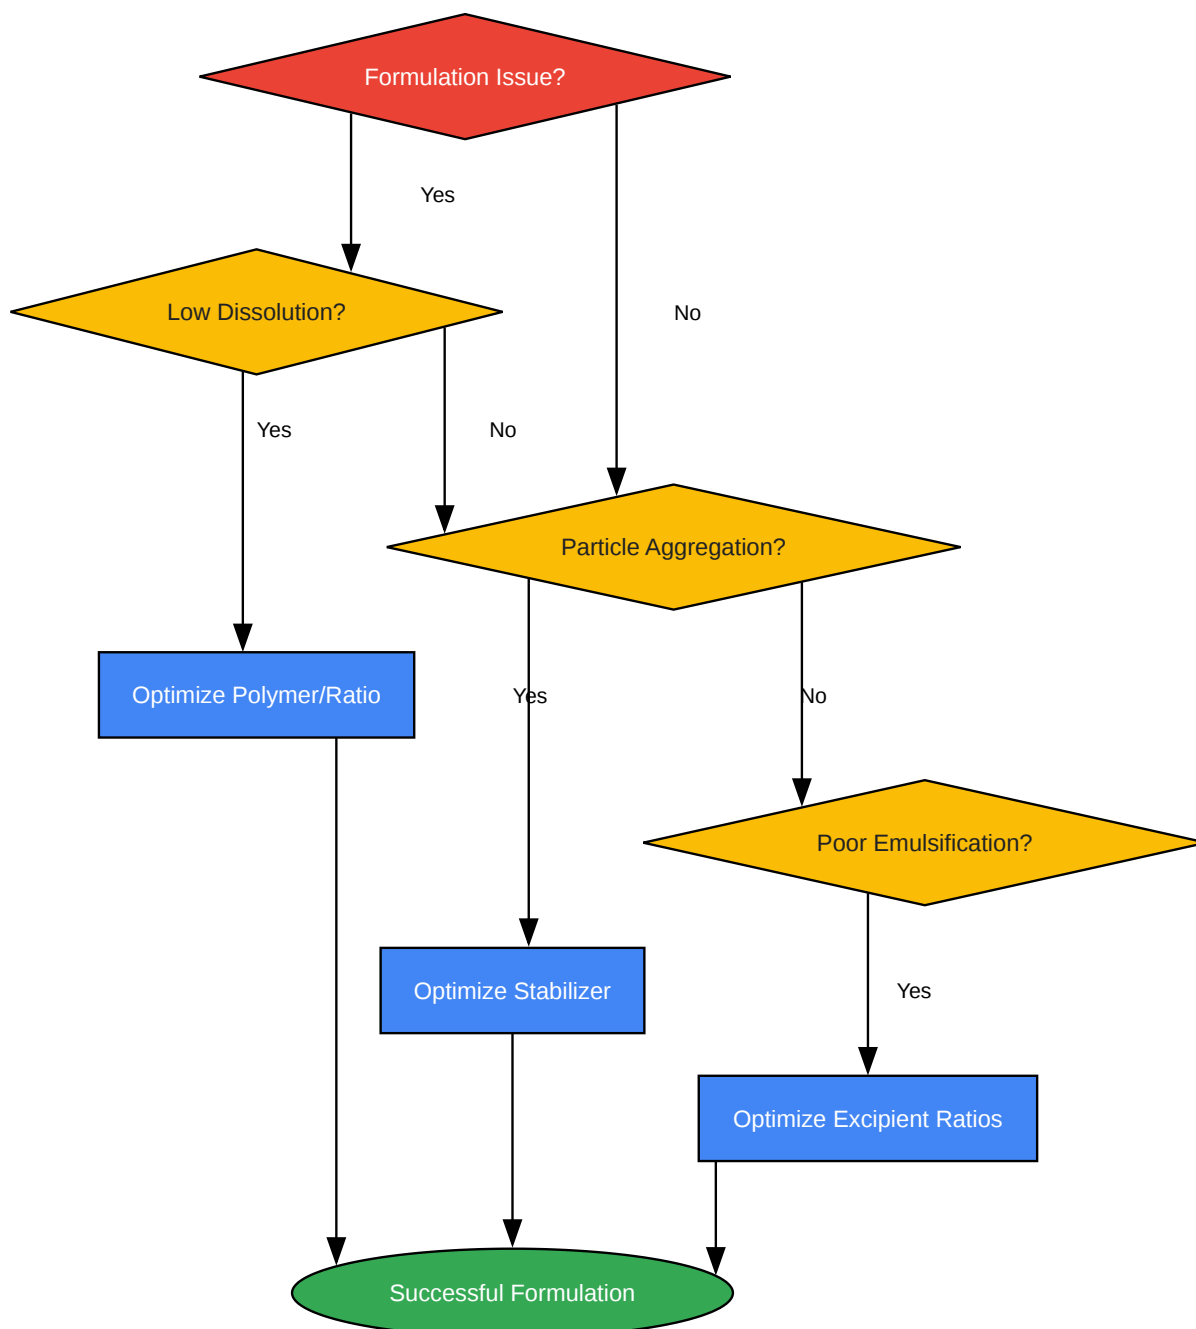 Formulation Issue?
Yes
Low Dissolution?
No
Yes
No
Particle Aggregation?
Optimize Polymer/Ratio
Yes
No
Poor Emulsification?
Optimize Stabilizer
Yes
Optimize Excipient Ratios
Successful Formulation